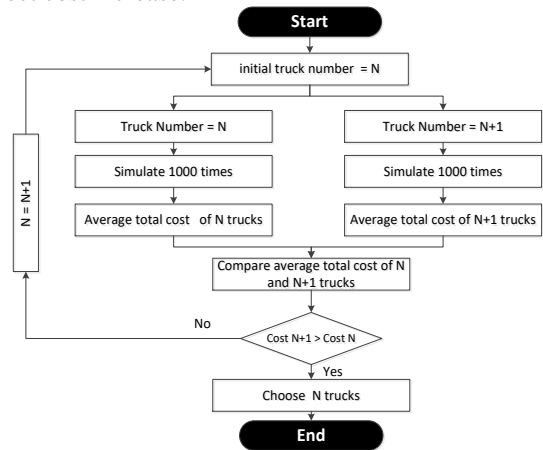 Start
initial truck number = N
Truck Number = N
Truck Number = N+1
Simulate 1000 times
Simulate 1000 times
N = N+1
Average total cost of N trucks
Average total cost of N+1 trucks
Compare average total cost of N
and N+1 trucks
No
Cost N+1 > Cost N
Yes
Choose N trucks
End